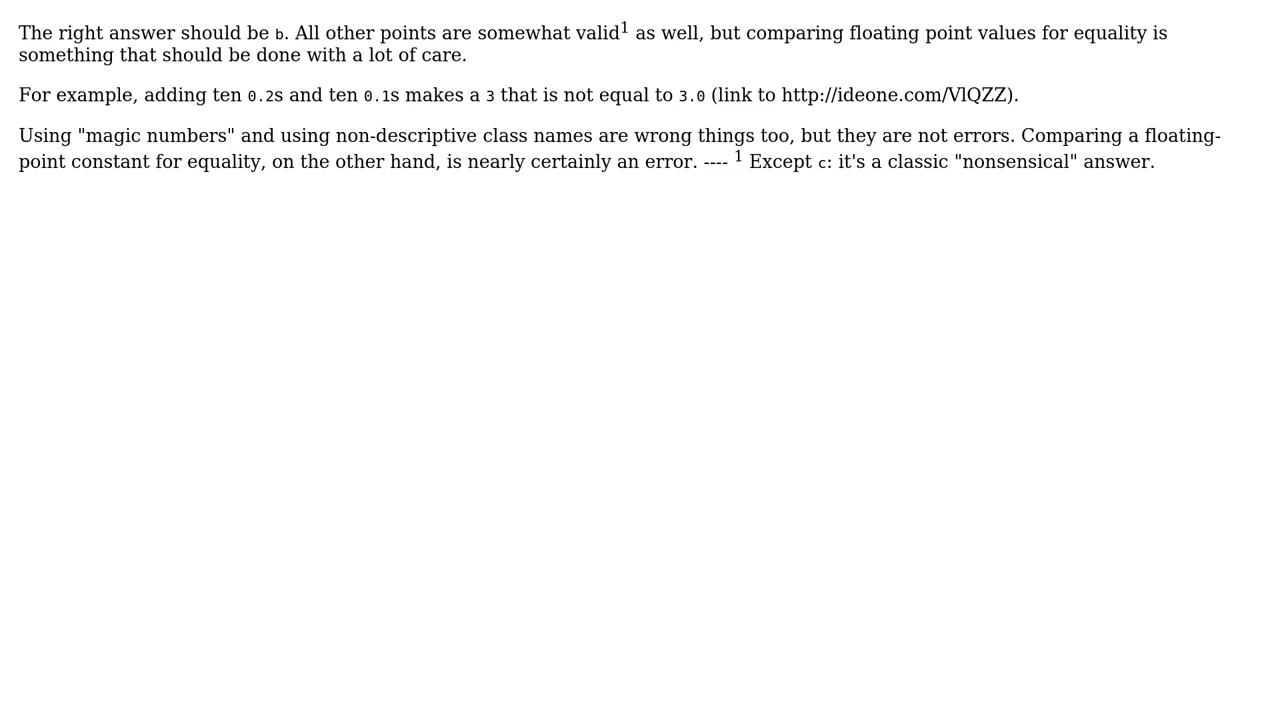 The right answer should be b. All other points are somewhat valid1 as well, but comparing floating point values for equality is
something that should be done with a lot of care.
For example, adding ten 0.2s and ten 0.1s makes a 3 that is not equal to 3.0 (link to http://ideone.com/VlQZZ).
Using "magic numbers" and using non-descriptive class names are wrong things too, but they are not errors. Comparing a floating-
point constant for equality, on the other hand, is nearly certainly an error. ---- 1 Except c: it's a classic "nonsensical" answer.